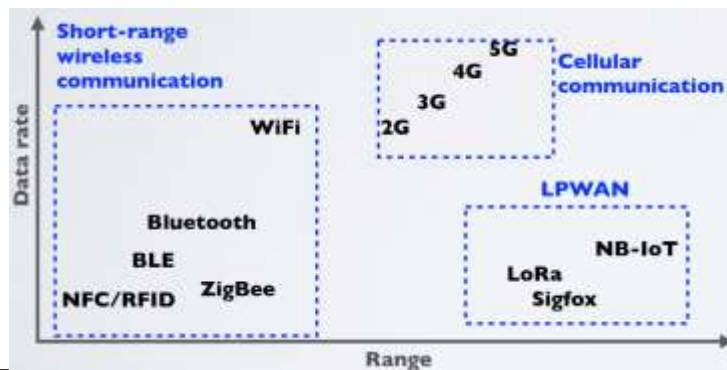 Short-range
wireless
communication
5G
4G
3G
2G
Cellular
communication
WiFi
Data rate
LPWAN
Bluetooth
NB-IoT
BLE
LoRa
ZigBee
NFC/RFID
Sigfox
Range